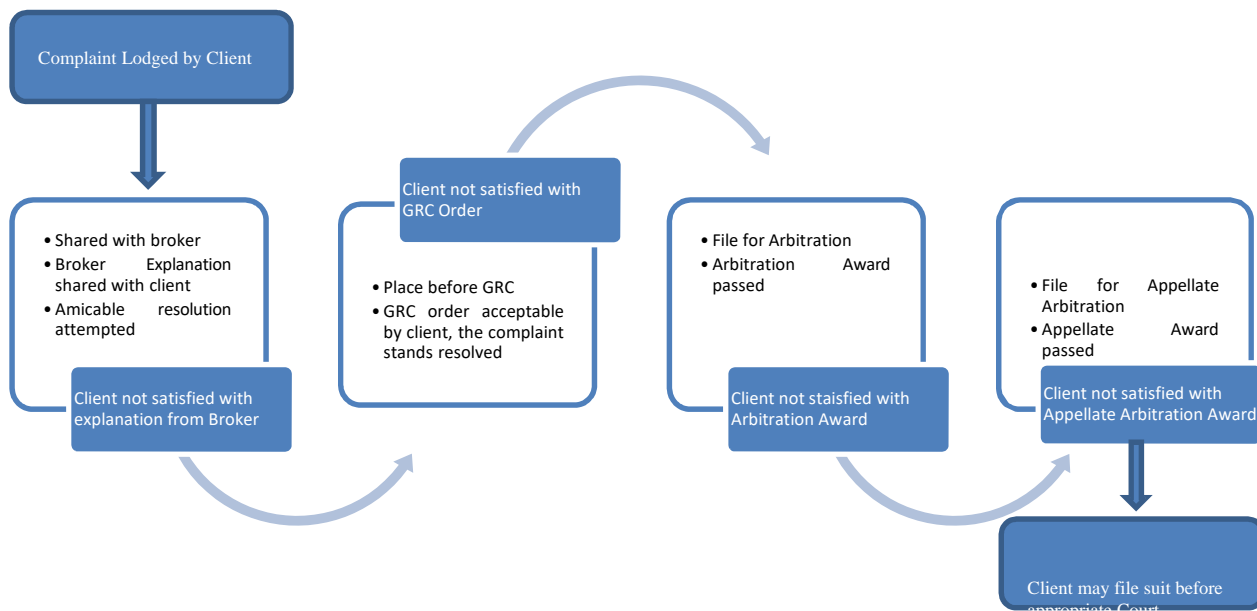 Complaint Lodged by Client
• Shared with broker
• Broker Explanation
shared with client
• Amicable resolution
attempted
Client not satisfied with
explanation from Broker
Client not satisfied with
GRC Order
• Place before GRC
• GRC order acceptable
by client, the complaint
stands resolved
• File for Arbitration
• Arbitration Award
passed
Client not staisfied with
Arbitration Award
• File for Appellate
Arbitration
• Appellate Award
passed
Client not satisfied with
Appellate Arbitration Award
Client may file suit before
appropriate Court